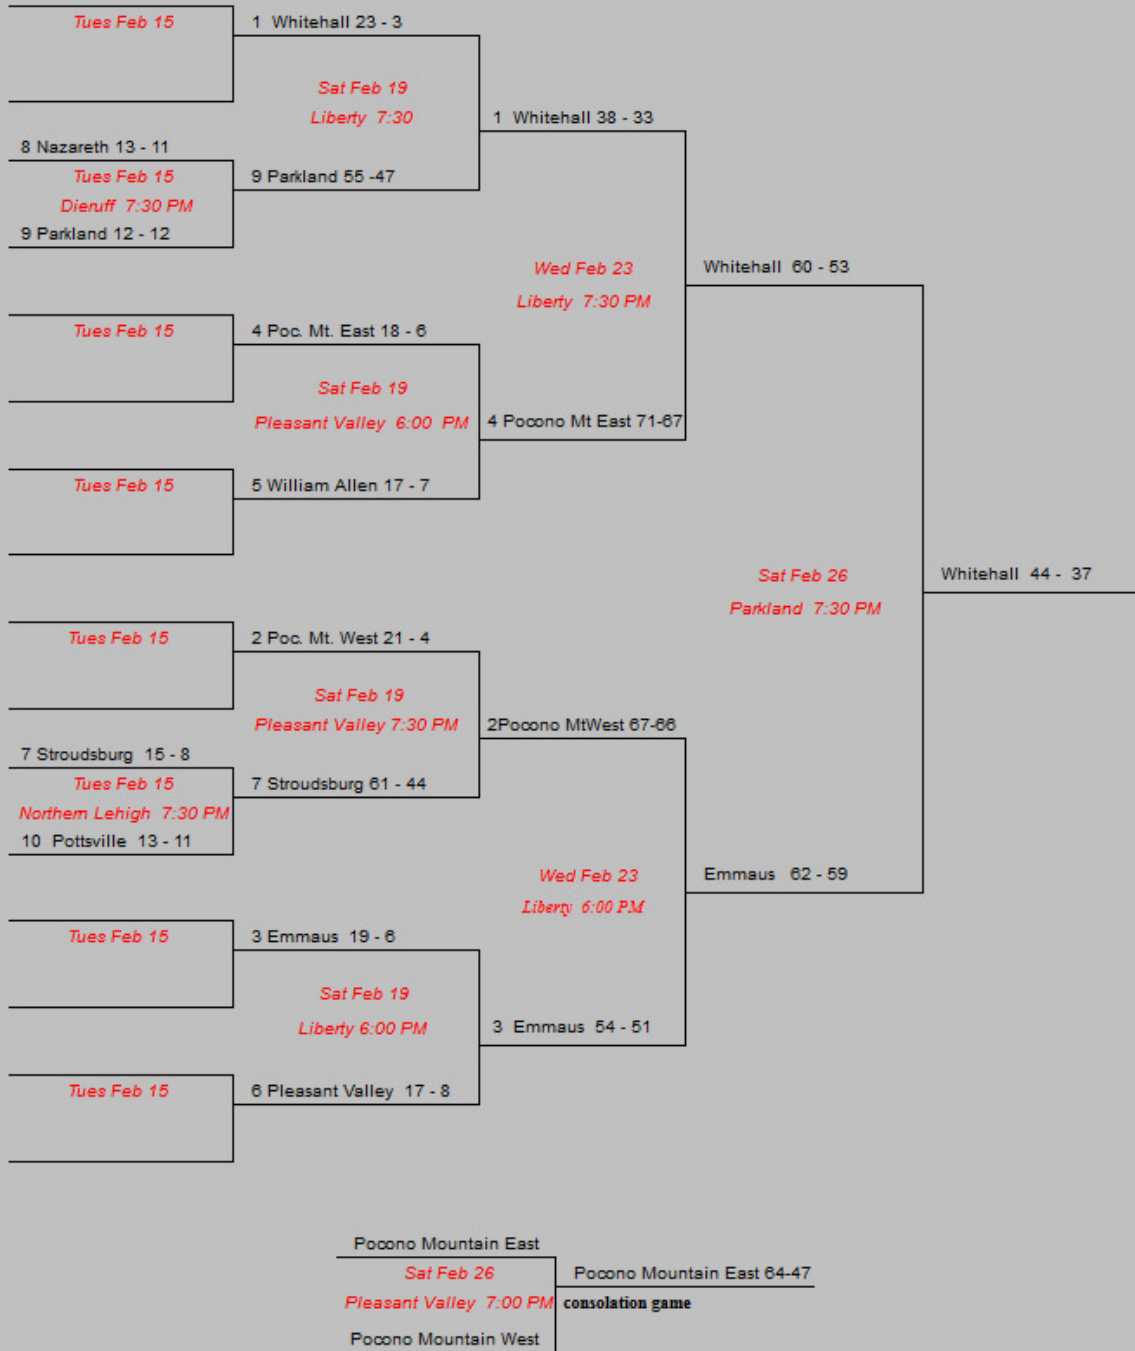 Tues Feb 15
1 Whitehall 23 - 3
Sat Feb 19
Liberty 7:30
1 Whitehall 38 - 33
8 Nazareth 13 - 11
Tues Feb 15
Dieruff 7:30 PM
9 Parkland 12 - 12
9 Parkland 55 -47
Wed Feb 23
Liberty 7:30 PM
Whitehall 60 - 53
Tues Feb 15
4 Poc. Mt. East 18 - 6
Sat Feb 19
Pleasant Valley 6:00 PM
4 Pocono Mt East 71-67
Tues Feb 15
5 William Allen 17 - 7
Sat Feb 26
Parkland 7:30 PM
Whitehall 44 - 37
Tues Feb 15
2 Poc. Mt. West 21 - 4
Sat Feb 19
Pleasant Valley 7:30 PM
2Pocono MtWest 67-66
7 Stroudsburg 15 - 8
Tues Feb 15
Northern Lehigh 7:30 PM
10 Pottsville 13 - 11
7 Stroudsburg 61 - 44
Wed Feb 23
Liberty 6:00 PM
Emmaus 62 - 59
Tues Feb 15
3 Emmaus 19 - 6
Sat Feb 19
Liberty 6:00 PM
3 Emmaus 54 - 51
Tues Feb 15
6 Pleasant Valley 17 - 8
Pocono Mountain East
Sat Feb 26
Pleasant Valley 7:00 PM
Pocono Mountain West
Pocono Mountain East 64-47
consolation game